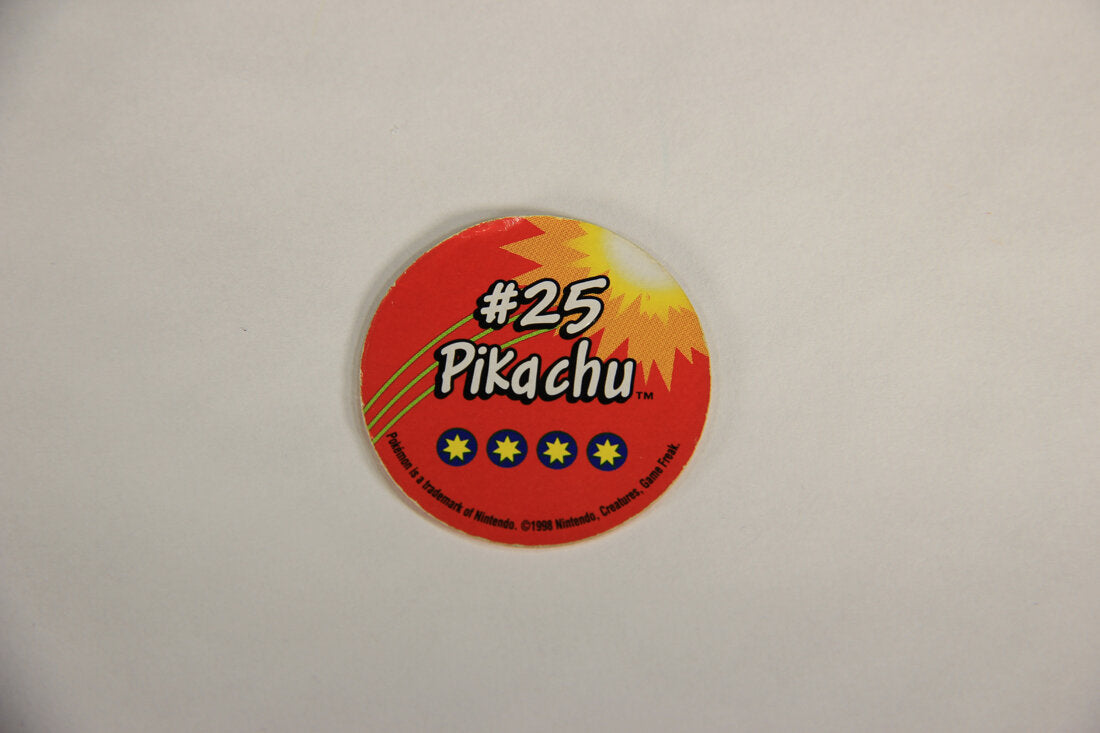 #25
Pikachu™
Pokémon is a trademark of Nintendo. ©1998 Nintendo, Creatures, Game Freak.